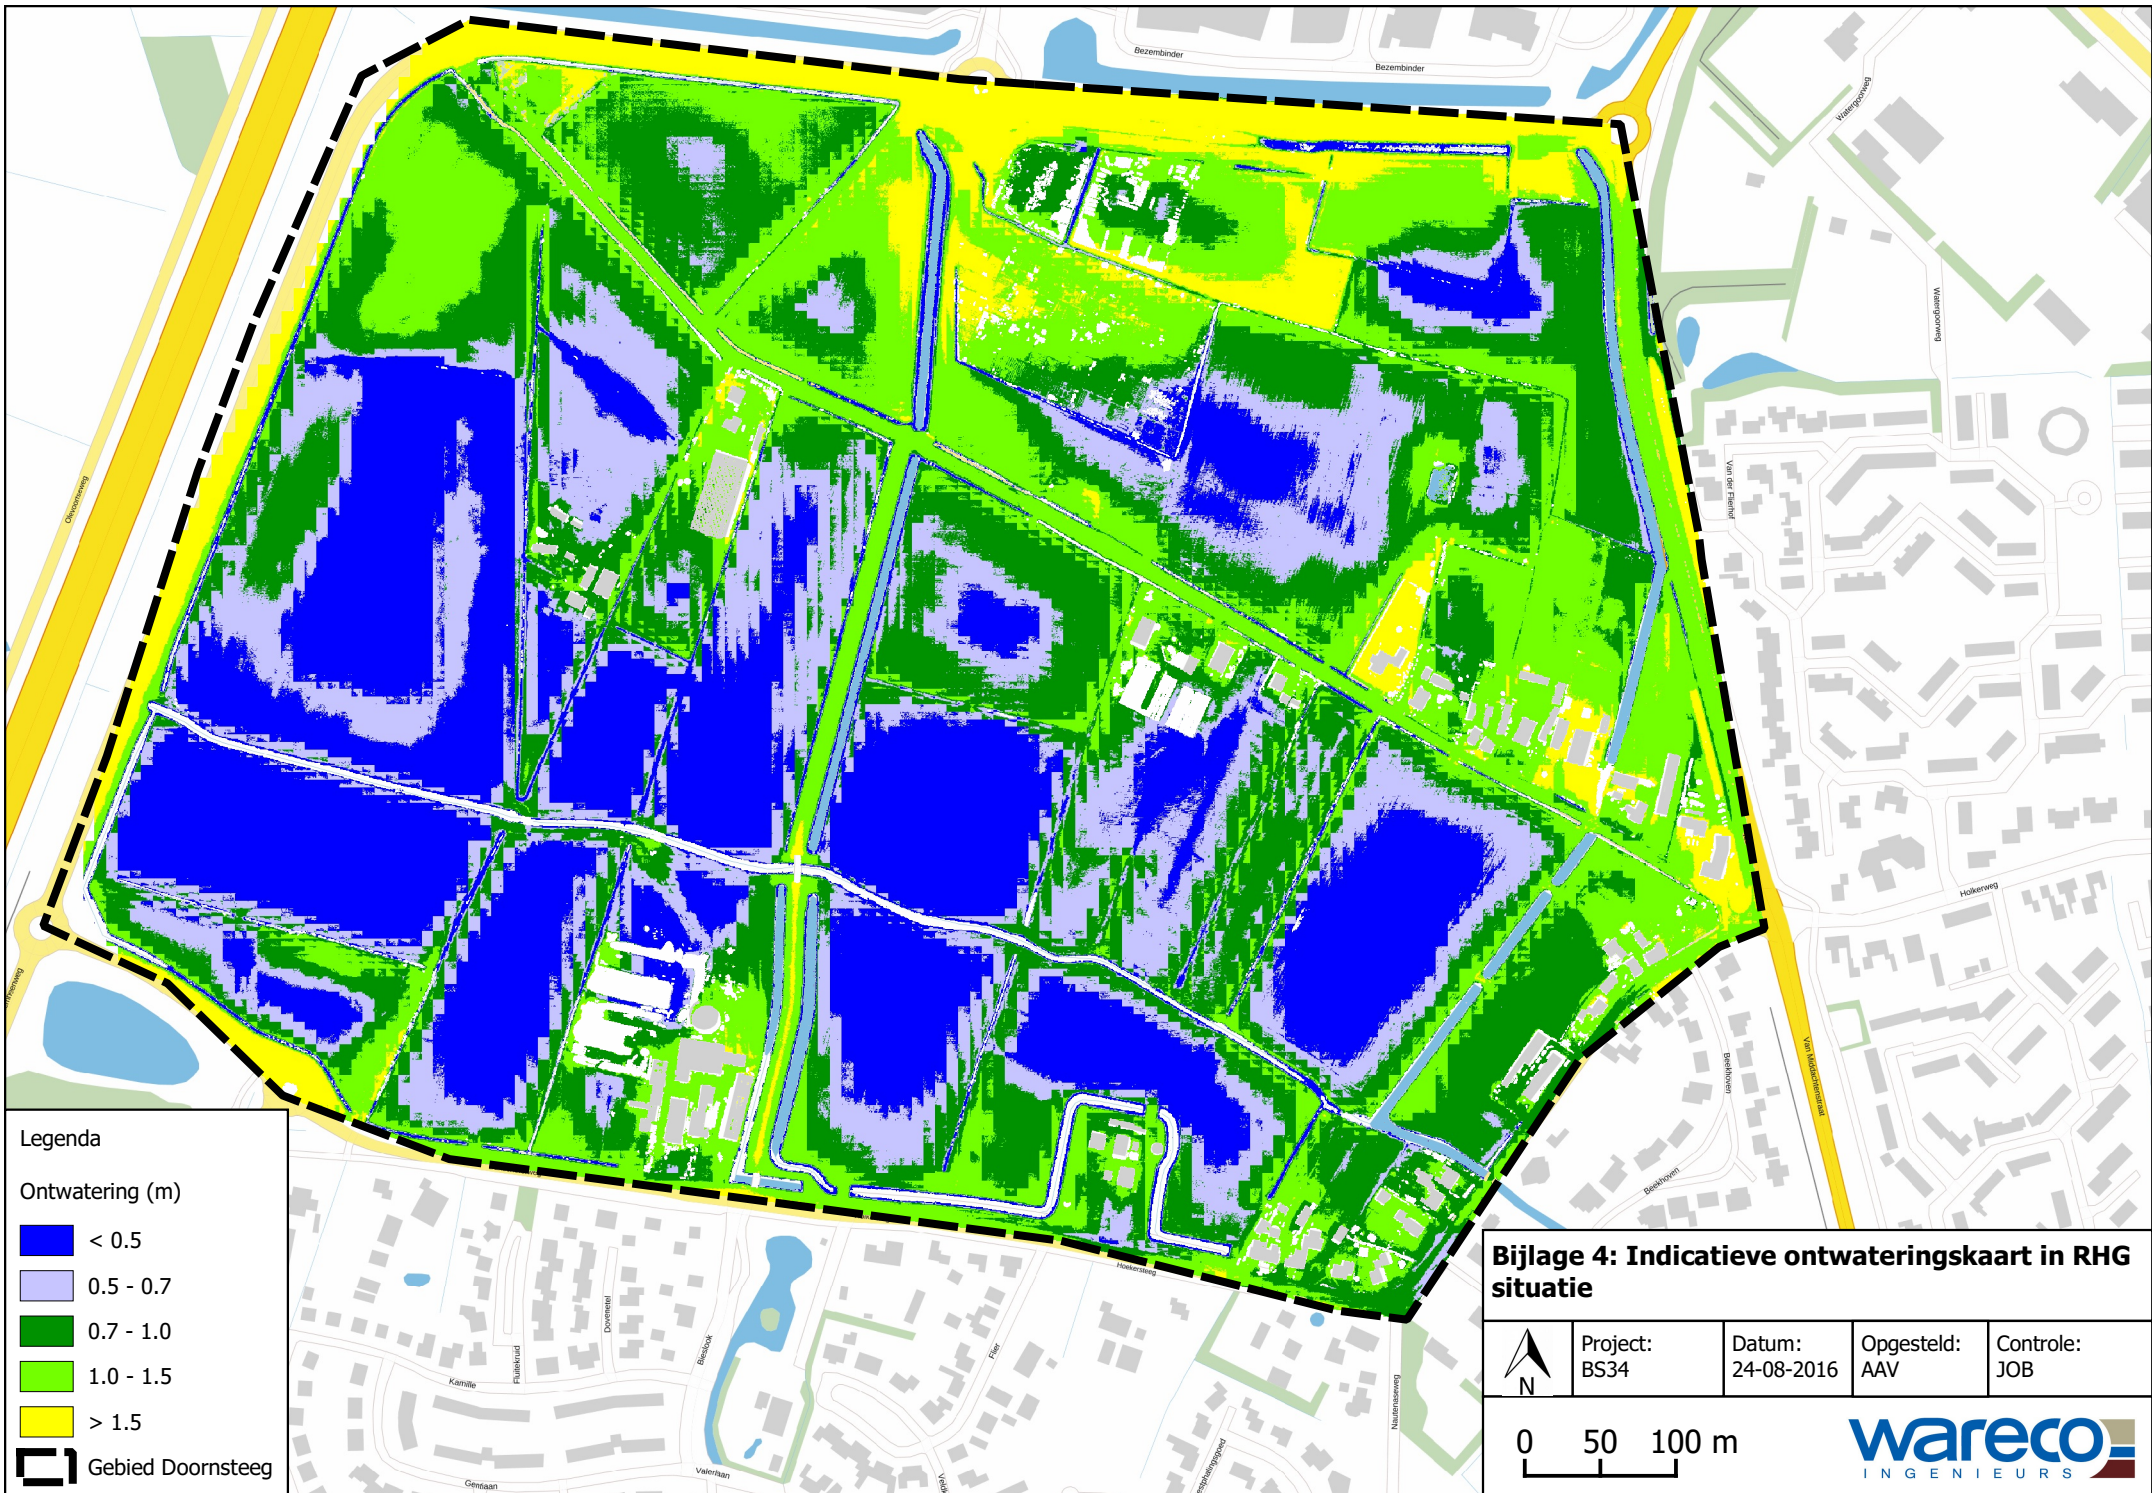 Bezembinder
Bezembinder
Watergoorweg
Watergoorweg
Olevoortseweg
Van der Flierhof
Holkerweg
Van Middachtenstraat
Beekhoven
Beekhoven
Hoekersteeg
Nautenaseweg
Flier
Bieslook
Dovenetel
Fluitekruid
Kamille
Gentiaan
Valeriaan
Legenda
Ontwatering (m)
< 0.5
0.5 - 0.7
0.7 - 1.0
1.0 - 1.5
> 1.5
Gebied Doornsteeg
Bijlage 4: Indicatieve ontwateringskaart in RHG
situatie
N
Project:
BS34
Datum:
24-08-2016
Opgesteld:
AAV
Controle:
JOB
0 50 100 m
wareco
INGENIEURS